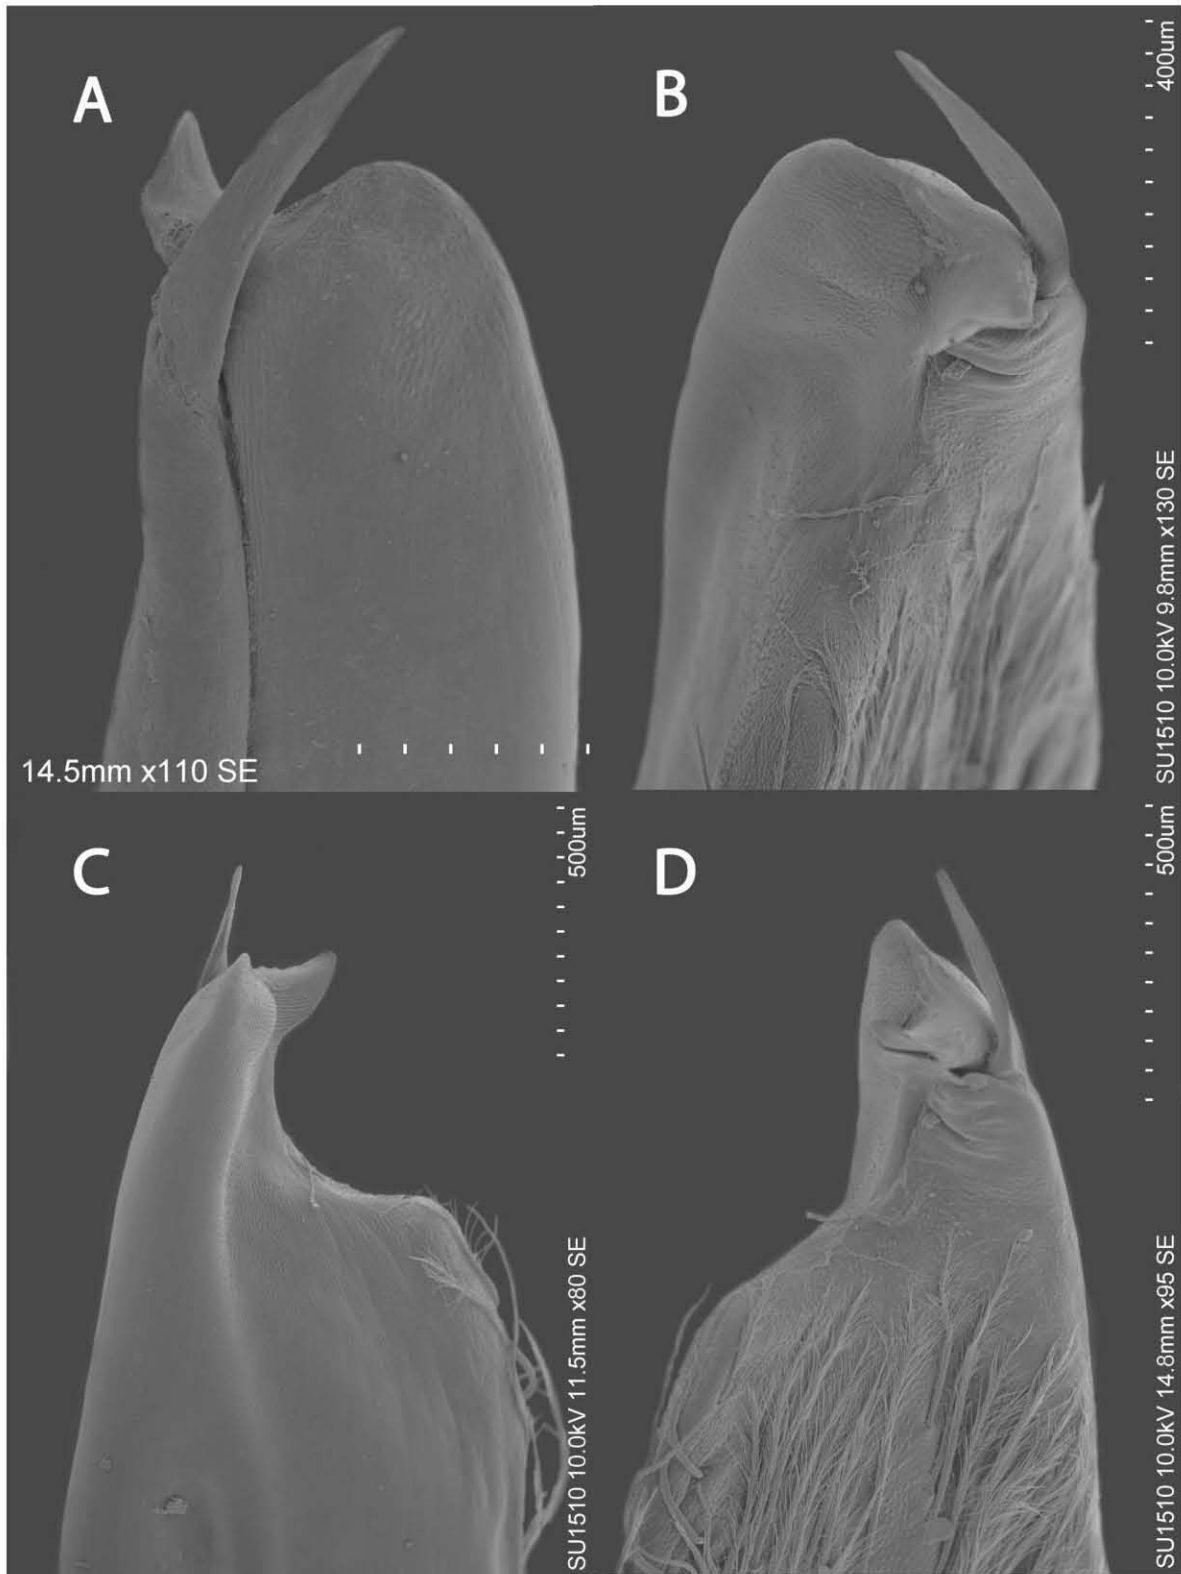 A
B
400um
SU1510 10.0kV 9.8mm x130 SE
14.5mm x110 SE
C
500um
SU1510 10.0kV 11.5mm x80 SE
D
500um
SU1510 10.0kV 14.8mm x95 SE